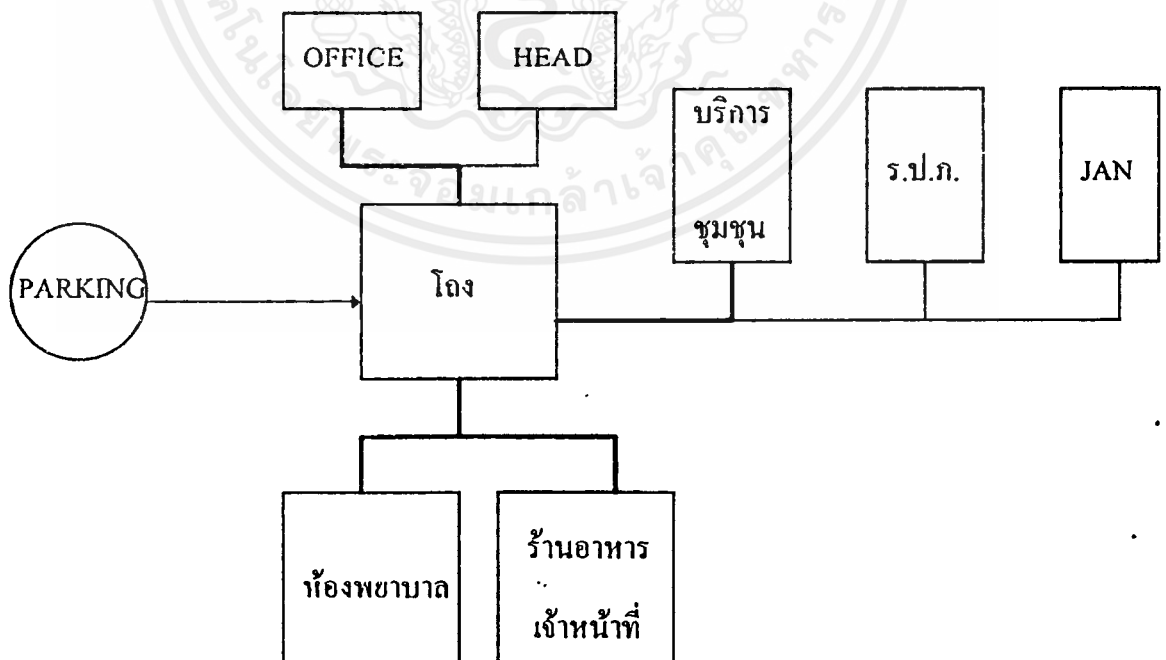 OFFICE
HEAD
บริการ
ชุมชุน
ร.ป.ภ.
JAN
PARKING
โถง
ห้องพยาบาล
ร้านอาหาร
เจ้าหน้าที่